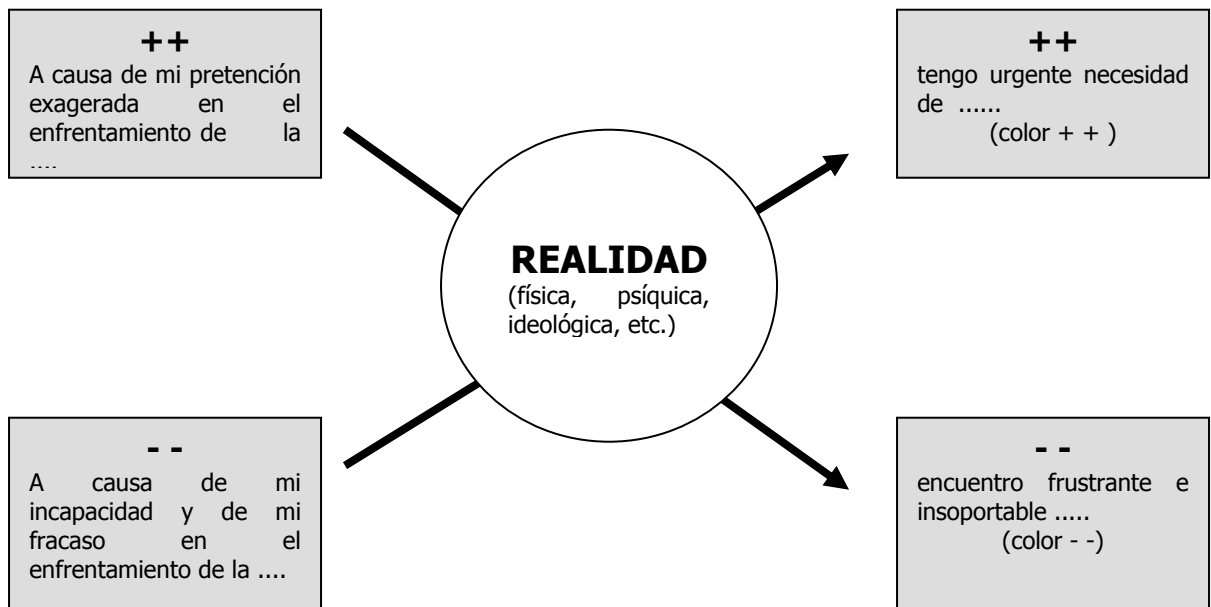 ++
A causa de mi pretención
exagerada en el
enfrentamiento de la
....
++
tengo urgente necesidad
de ......
(color + + )
REALIDAD
(física, psíquica,
ideológica, etc.)
- -
A causa de mi
incapacidad y de mi
fracaso en el
enfrentamiento de la ....
- -
encuentro frustrante e
insoportable .....
(color - -)